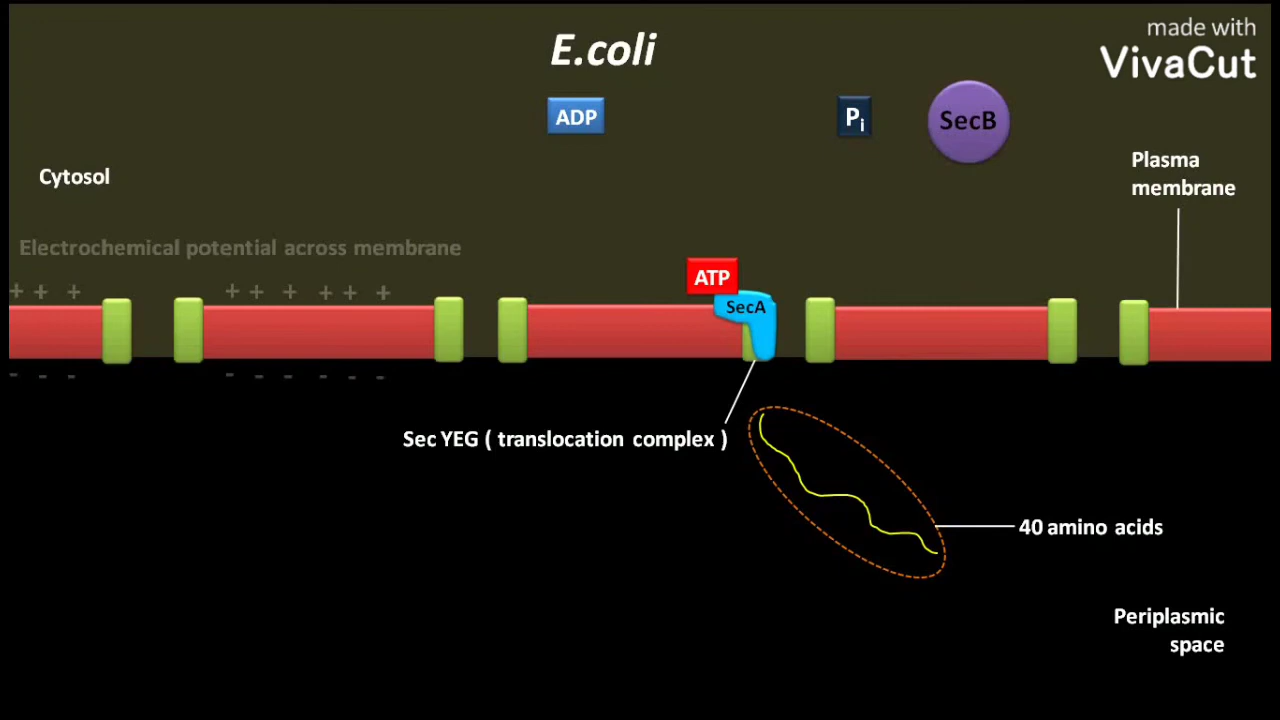 made with
VivaCut
E.coli
ADP
Pi
SecB
Plasma
membrane
Cytosol
Electrochemical potential across membrane
+ + +
+ + + + + +
ATP
SecA
- - -
- - - - - -
Sec YEG ( translocation complex )
40 amino acids
Periplasmic
space